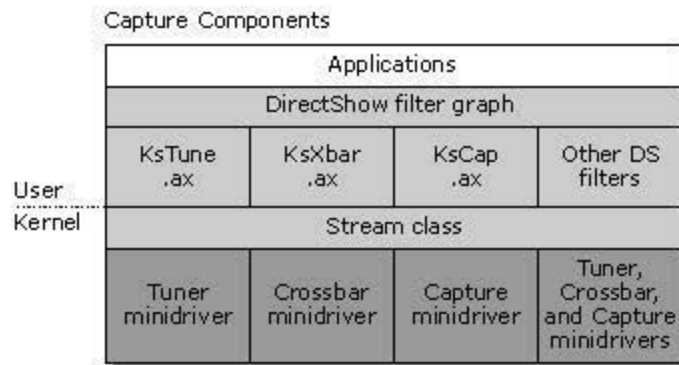 Capture Components
Applications
DirectShow filter graph
KsTune
.ax
KsXbar
.ax
KsCap
.ax
Other DS
filters
User
Kernel
Stream class
Tuner
minidriver
Crossbar
minidriver
Capture
minidriver
Tuner,
Crossbar,
and Capture
minidrivers